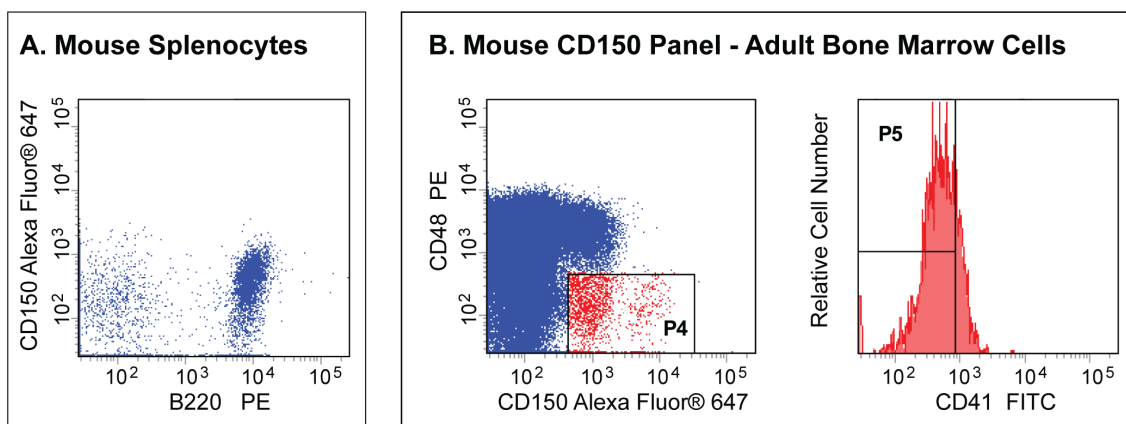 A. Mouse Splenocytes
CD150 Alexa Fluor® 647
10^5
10^4
10^3
10^2
10^2 10^3 10^4 10^5
B220 PE
B. Mouse CD150 Panel - Adult Bone Marrow Cells
CD48 PE
10^5
10^4
10^3
10^2
P4
10^2 10^3 10^4 10^5
CD150 Alexa Fluor® 647
Relative Cell Number
P5
10^2 10^3 10^4 10^5
CD41 FITC